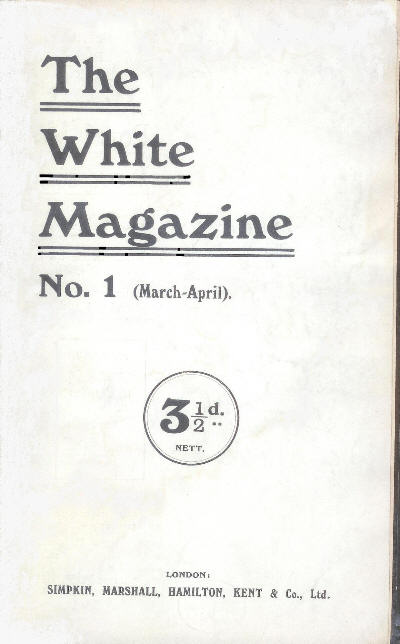 The
White
Magazine
No. 1 (March-April).
3½d.
NETT.
LONDON:
SIMPKIN, MARSHALL, HAMILTON, KENT & Co., Ltd.